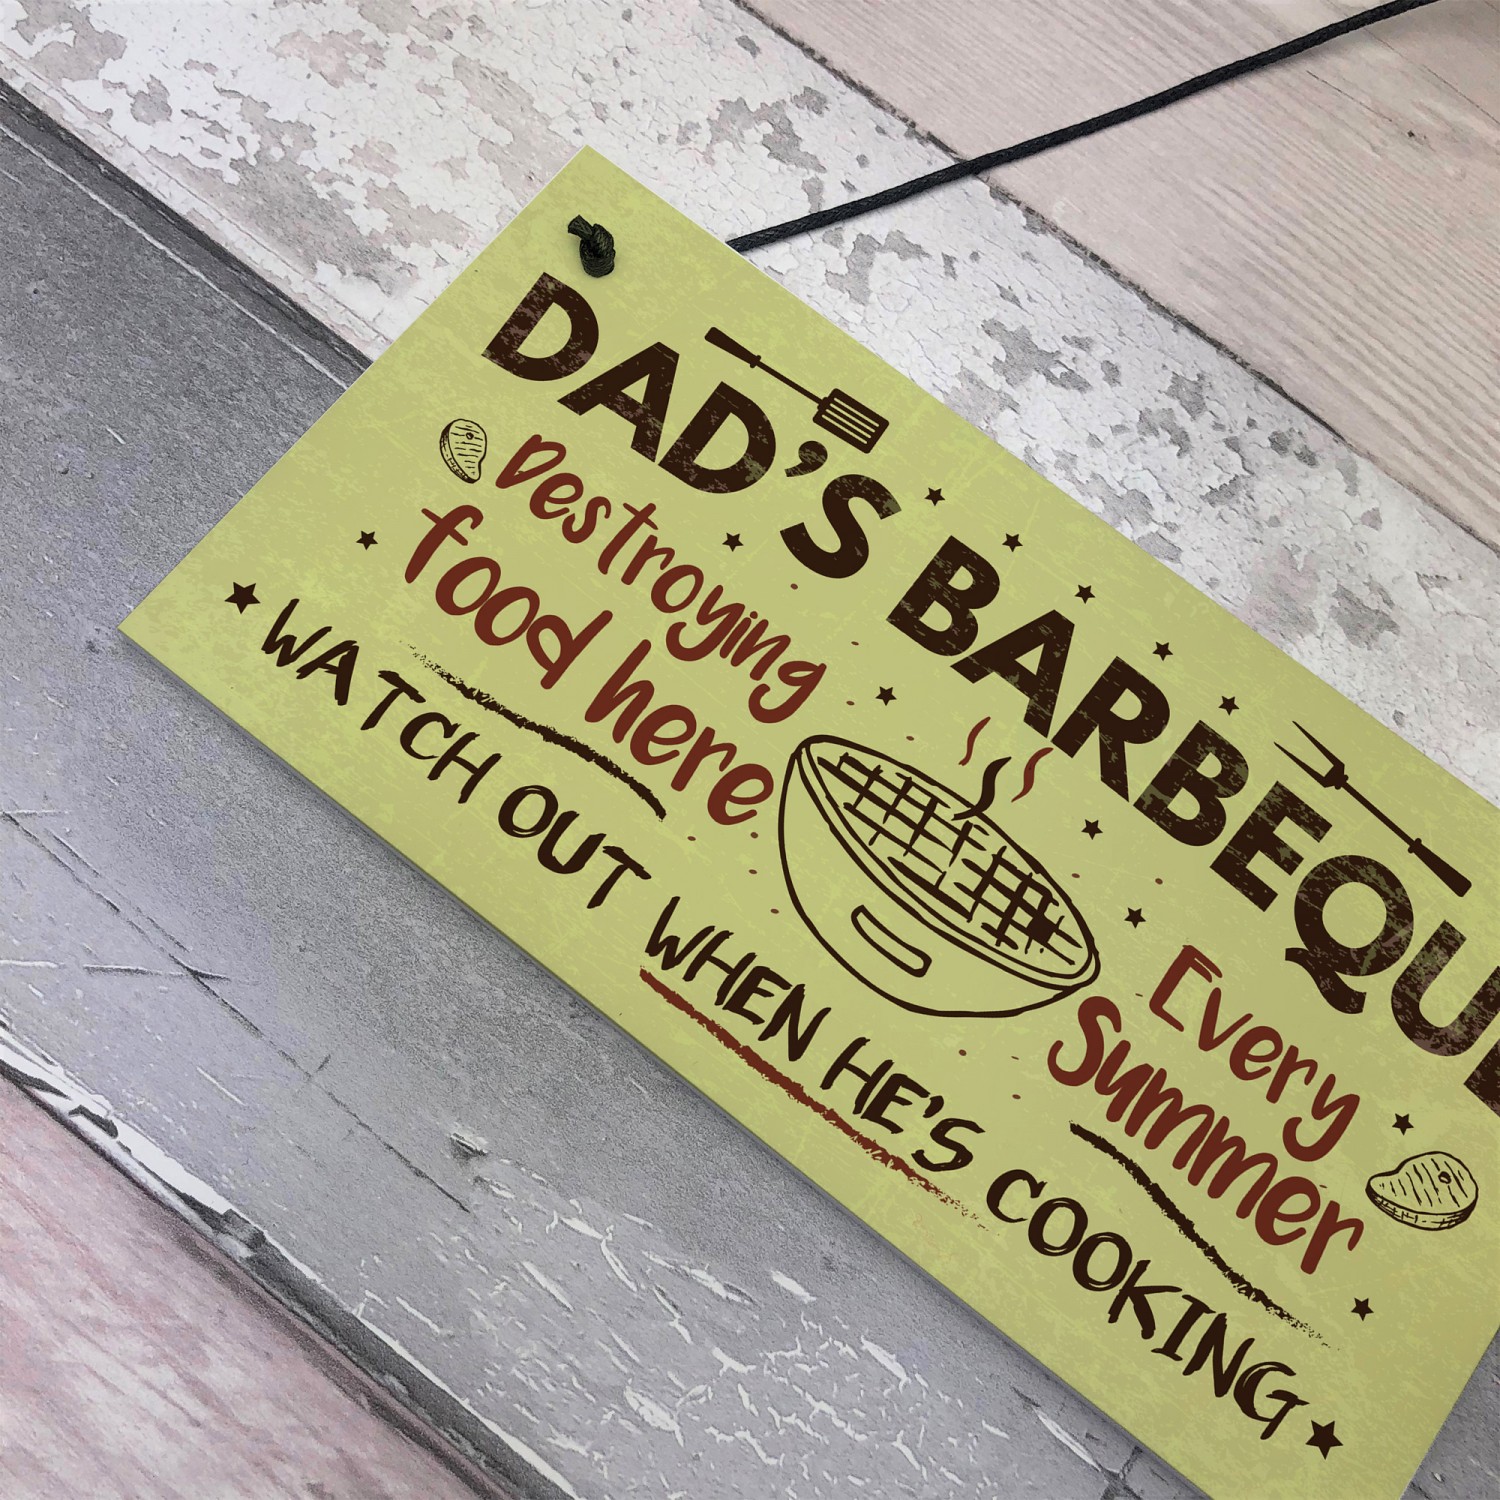 DAD'S BARBEQUE
Destroying
food here
Every
Summer
WATCH OUT WHEN HE'S COOKING